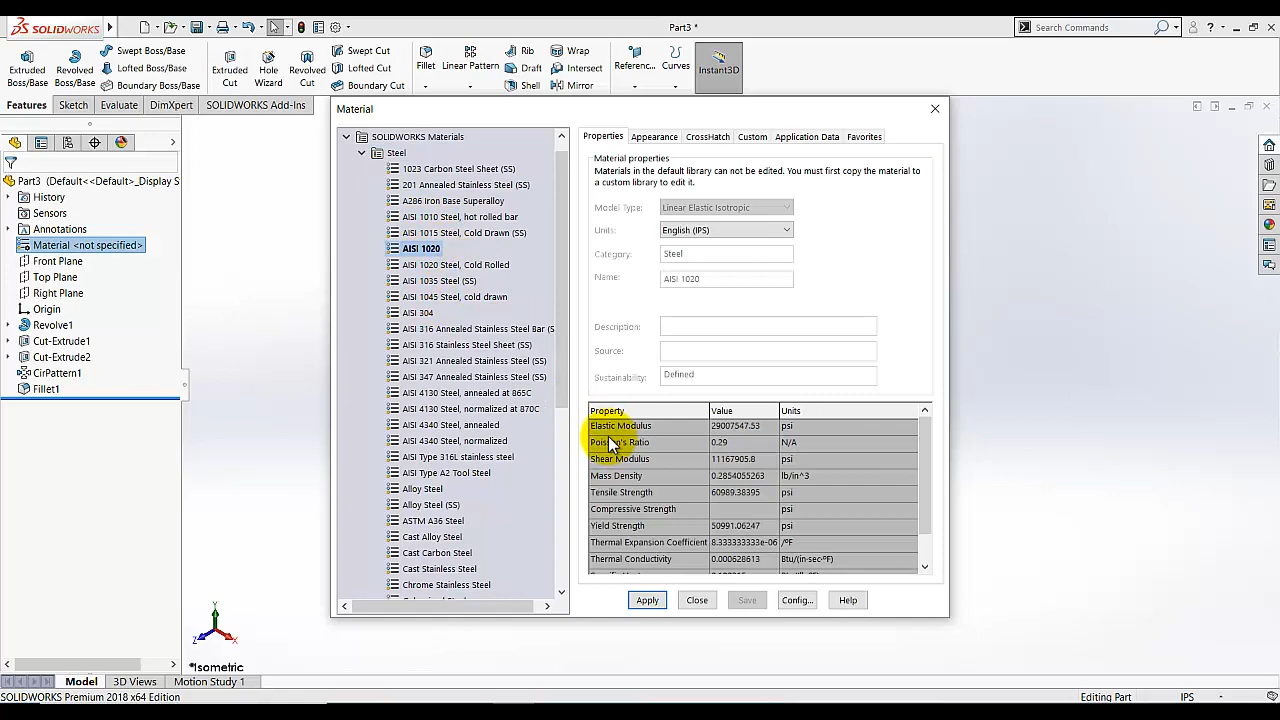 SOLIDWORKS
Part3 *
Search Commands
?
Extruded Boss/Base
Revolved Boss/Base
Swept Boss/Base
Lofted Boss/Base
Boundary Boss/Base
Extruded Cut
Hole Wizard
Revolved Cut
Swept Cut
Lofted Cut
Boundary Cut
Fillet
Linear Pattern
Rib
Draft
Shell
Wrap
Intersect
Mirror
Referenc...
Curves
Instant3D
Features
Sketch
Evaluate
DimXpert
SOLIDWORKS Add-Ins
Part3 (Default<<Default>_Display S
History
Sensors
Annotations
Material <not specified>
Front Plane
Top Plane
Right Plane
Origin
Revolve1
Cut-Extrude1
Cut-Extrude2
CirPattern1
Fillet1
Material
SOLIDWORKS Materials
Steel
1023 Carbon Steel Sheet (SS)
201 Annealed Stainless Steel (SS)
A286 Iron Base Superalloy
AISI 1010 Steel, hot rolled bar
AISI 1015 Steel, Cold Drawn (SS)
AISI 1020
AISI 1020 Steel, Cold Rolled
AISI 1035 Steel (SS)
AISI 1045 Steel, cold drawn
AISI 304
AISI 316 Annealed Stainless Steel Bar (S
AISI 316 Stainless Steel Sheet (SS)
AISI 321 Annealed Stainless Steel (SS)
AISI 347 Annealed Stainless Steel (SS)
AISI 4130 Steel, annealed at 865C
AISI 4130 Steel, normalized at 870C
AISI 4340 Steel, annealed
AISI 4340 Steel, normalized
AISI Type 316L stainless steel
AISI Type A2 Tool Steel
Alloy Steel
Alloy Steel (SS)
ASTM A36 Steel
Cast Alloy Steel
Cast Carbon Steel
Cast Stainless Steel
Chrome Stainless Steel
Properties
Appearance
CrossHatch
Custom
Application Data
Favorites
Material properties
Materials in the default library can not be edited. You must first copy the material to
a custom library to edit it.
Model Type: Linear Elastic Isotropic
Units: English (IPS)
Category: Steel
Name: AISI 1020
Description:
Source:
Sustainability: Defined
Property Value Units
Elastic Modulus 29007547.53 psi
Poisson's Ratio 0.29 N/A
Shear Modulus 11167905.8 psi
Mass Density 0.2854055263 lb/in^3
Tensile Strength 60989.38395 psi
Compressive Strength psi
Yield Strength 50991.06247 psi
Thermal Expansion Coefficient 8.333333333e-06 /ºF
Thermal Conductivity 0.000628613 Btu/(in·sec·ºF)
Apply
Close
Save
Config...
Help
Y
Z
X
*Isometric
Model
3D Views
Motion Study 1
SOLIDWORKS Premium 2018 x64 Edition
Editing Part
IPS